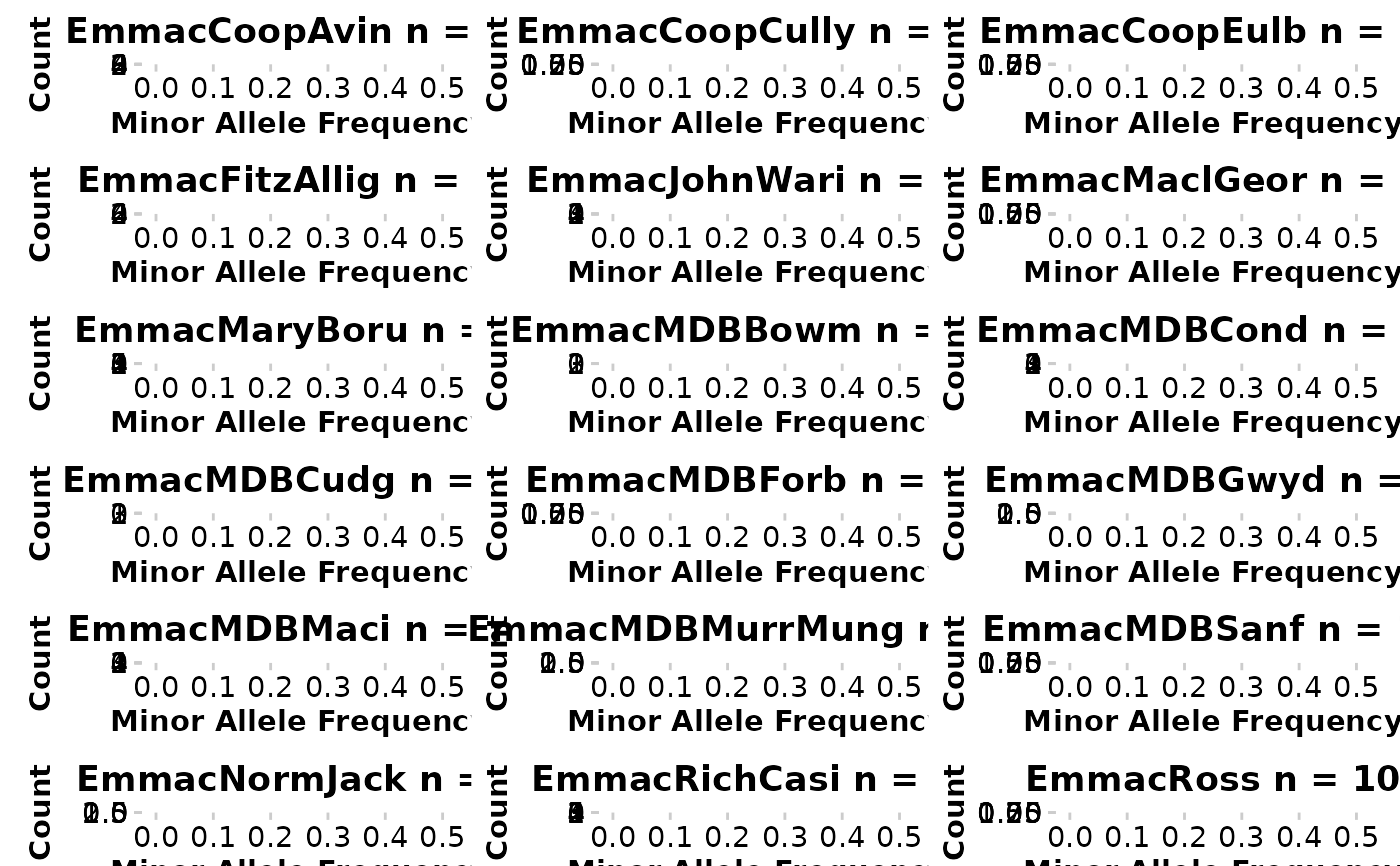 Count EmmacCoopAvin n = Count EmmacCoopCully n = Count EmmacCoopEulb n =
0.0 0.1 0.2 0.3 0.4 0.5 0.0 0.1 0.2 0.3 0.4 0.5 0.0 0.1 0.2 0.3 0.4 0.5
Minor Allele Frequenc Minor Allele Frequenc Minor Allele Frequency
Count EmmacFitzAllig n = Count EmmacJohnWari n = Count EmmacMaclGeor n =
0.0 0.1 0.2 0.3 0.4 0.5 0.0 0.1 0.2 0.3 0.4 0.5 0.0 0.1 0.2 0.3 0.4 0.5
Minor Allele Frequenc Minor Allele Frequenc Minor Allele Frequency
Count EmmacMaryBoru n = Count EmmacMDBBowm n = Count EmmacMDBCond n =
0.0 0.1 0.2 0.3 0.4 0.5 0.0 0.1 0.2 0.3 0.4 0.5 0.0 0.1 0.2 0.3 0.4 0.5
Minor Allele Frequenc Minor Allele Frequenc Minor Allele Frequency
Count EmmacMDBCudg n = Count EmmacMDBForb n = Count EmmacMDBGwyd n =
0.0 0.1 0.2 0.3 0.4 0.5 0.0 0.1 0.2 0.3 0.4 0.5 0.0 0.1 0.2 0.3 0.4 0.5
Minor Allele Frequenc Minor Allele Frequenc Minor Allele Frequency
Count EmmacMDBMaci n = Count EmmacMDBMurrMung Count EmmacMDBSanf n =
0.0 0.1 0.2 0.3 0.4 0.5 0.0 0.1 0.2 0.3 0.4 0.5 0.0 0.1 0.2 0.3 0.4 0.5
Minor Allele Frequenc Minor Allele Frequenc Minor Allele Frequency
Count EmmacNormJack n = Count EmmacRichCasi n = Count EmmacRoss n = 10
0.0 0.1 0.2 0.3 0.4 0.5 0.0 0.1 0.2 0.3 0.4 0.5 0.0 0.1 0.2 0.3 0.4 0.5